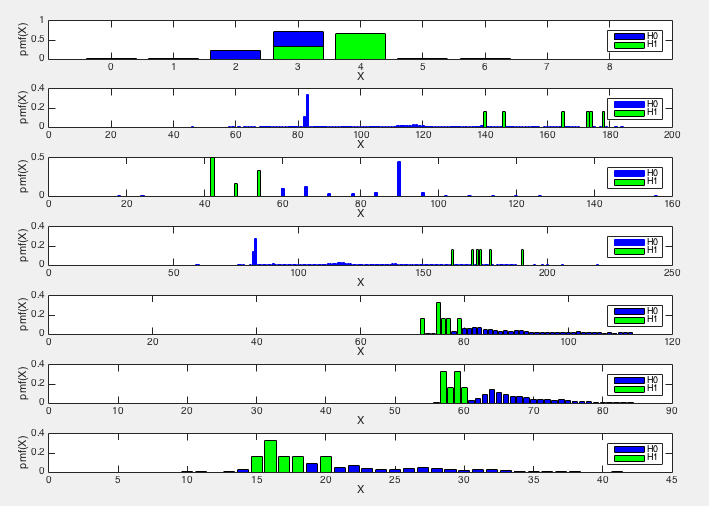 pmf(X)
1
0.5
0
0 1 2 3 4 5 6 7 8
X
H0
H1
pmf(X)
0.4
0.2
0
0 20 40 60 80 100 120 140 160 180 200
X
H0
H1
pmf(X)
0.5
0
0 20 40 60 80 100 120 140 160
X
H0
H1
pmf(X)
0.4
0.2
0
0 50 100 150 200 250
X
H0
H1
pmf(X)
0.4
0.2
0
0 20 40 60 80 100 120
X
H0
H1
pmf(X)
0.4
0.2
0
0 10 20 30 40 50 60 70 80 90
X
H0
H1
pmf(X)
0.4
0.2
0
0 5 10 15 20 25 30 35 40 45
X
H0
H1